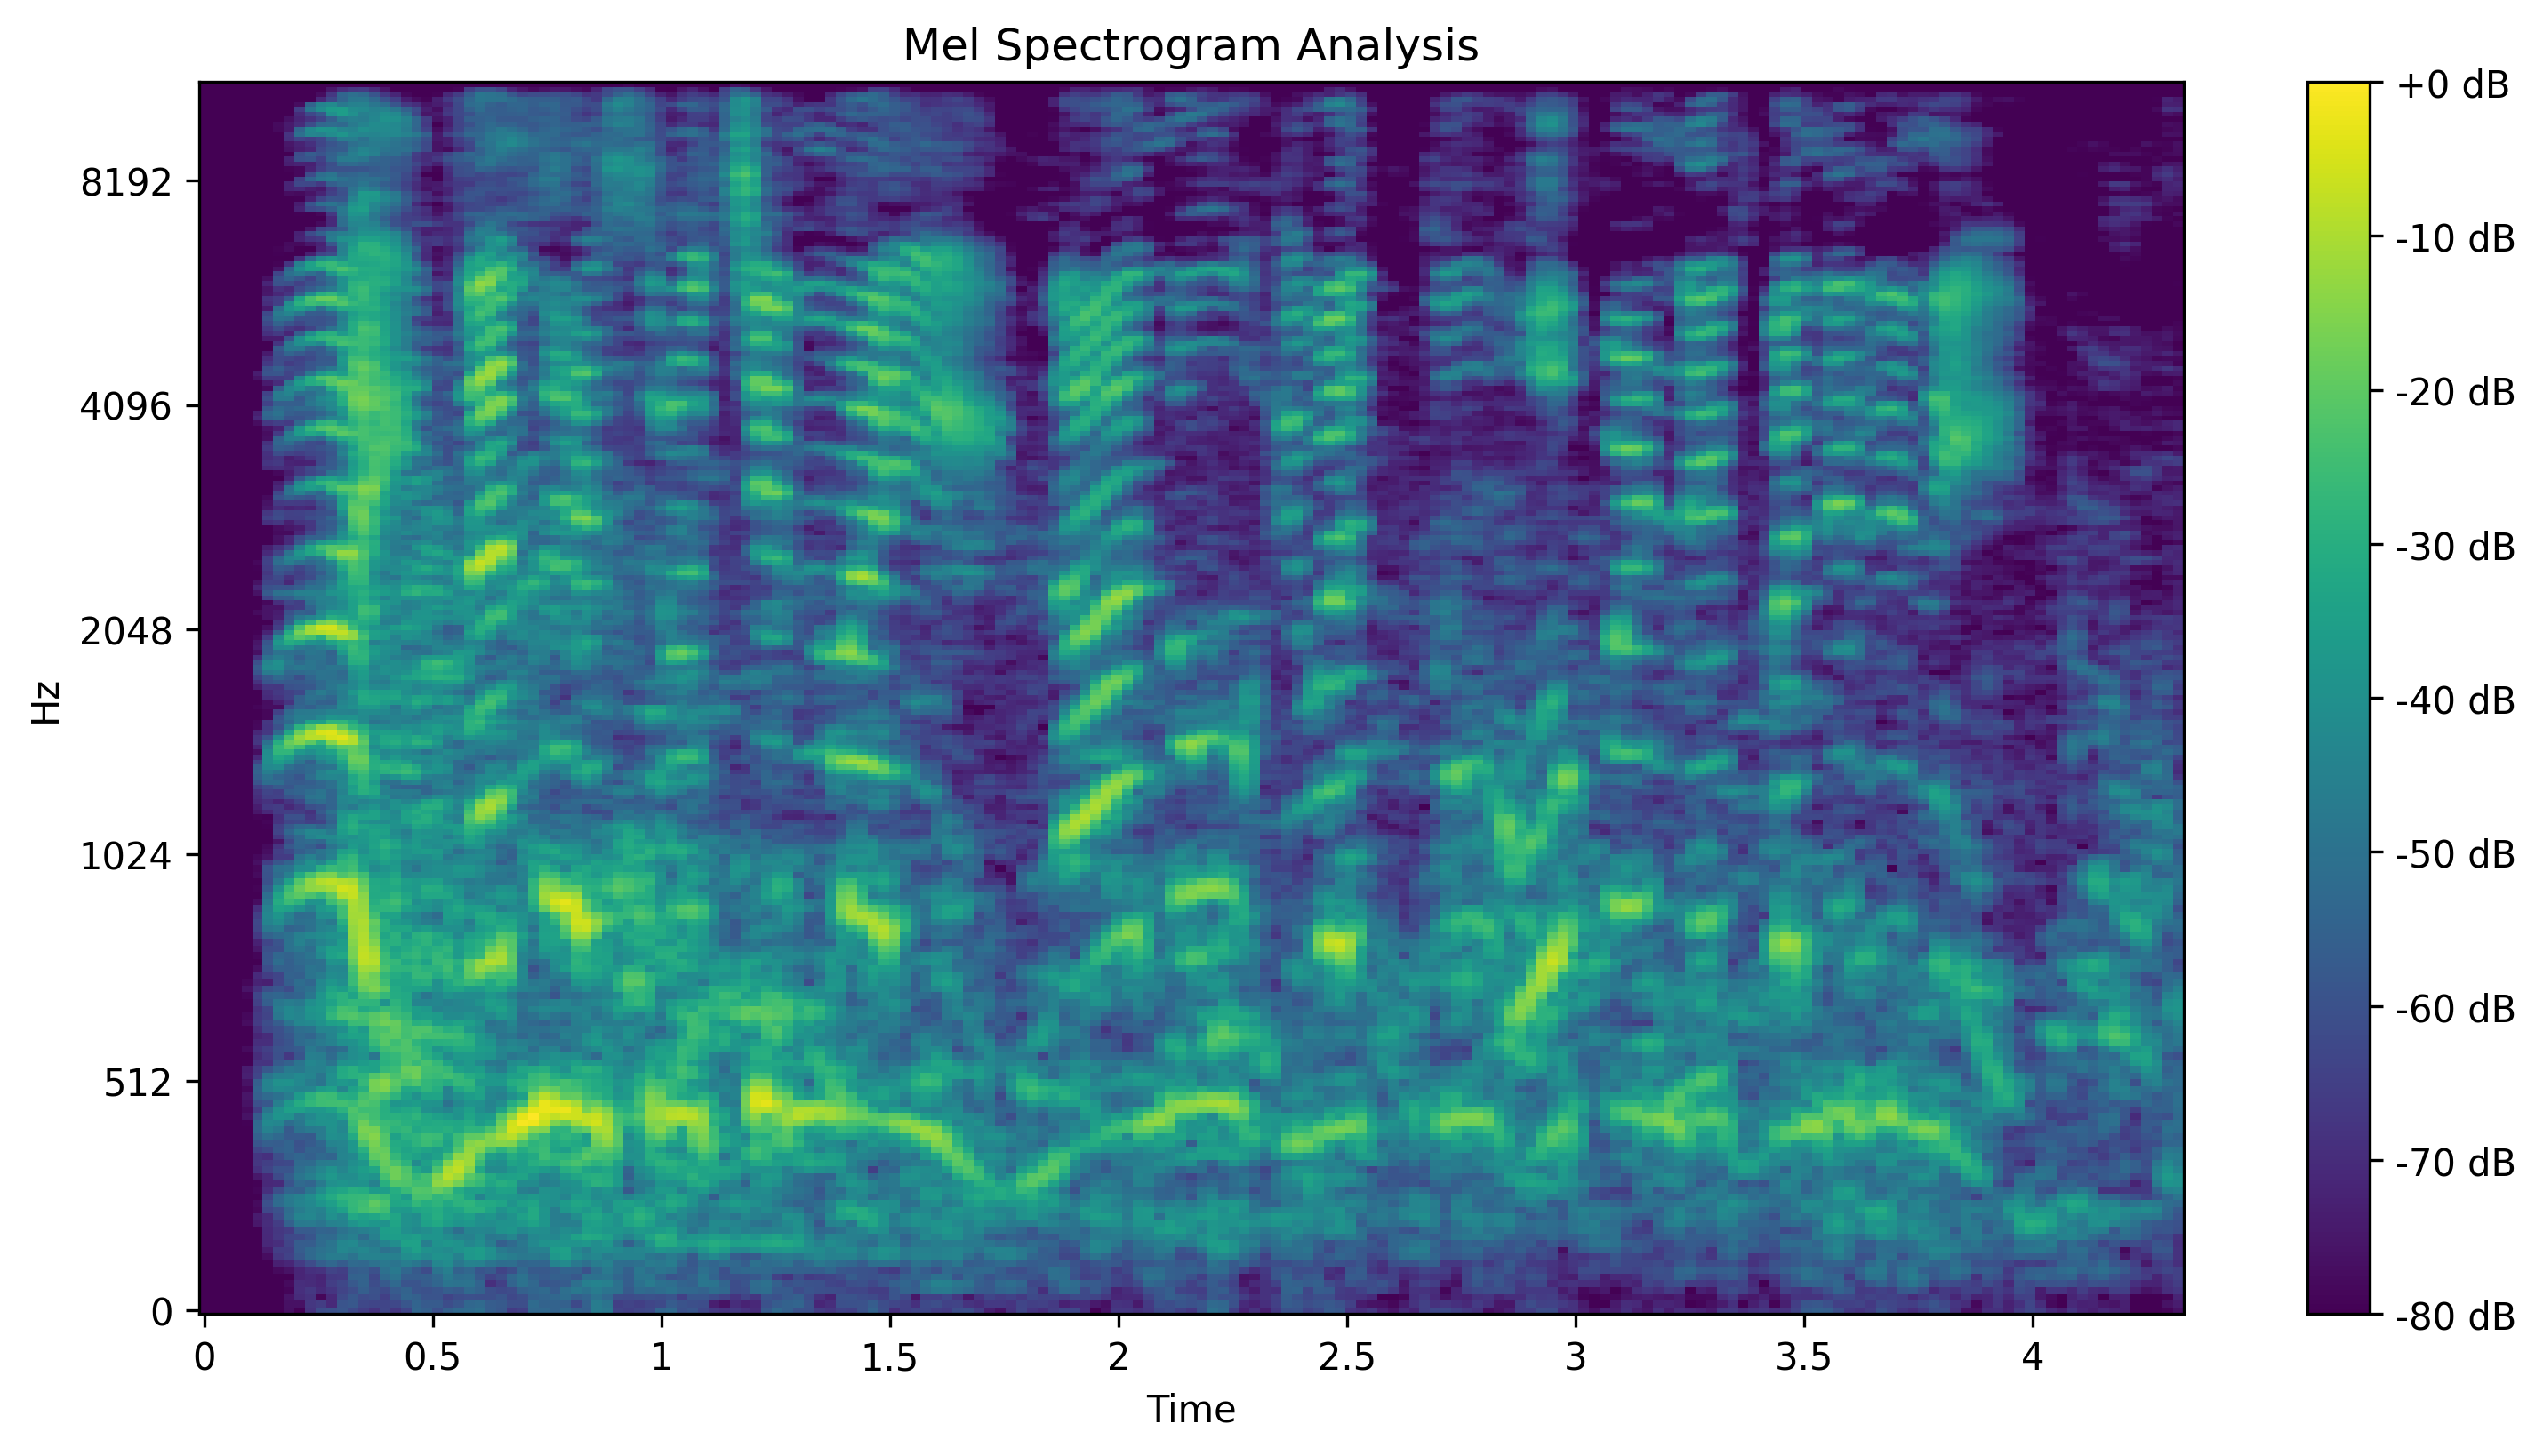 Mel Spectrogram Analysis
Hz
8192
4096
2048
1024
512
0
0 0.5 1 1.5 2 2.5 3 3.5 4
Time
+0 dB
-10 dB
-20 dB
-30 dB
-40 dB
-50 dB
-60 dB
-70 dB
-80 dB